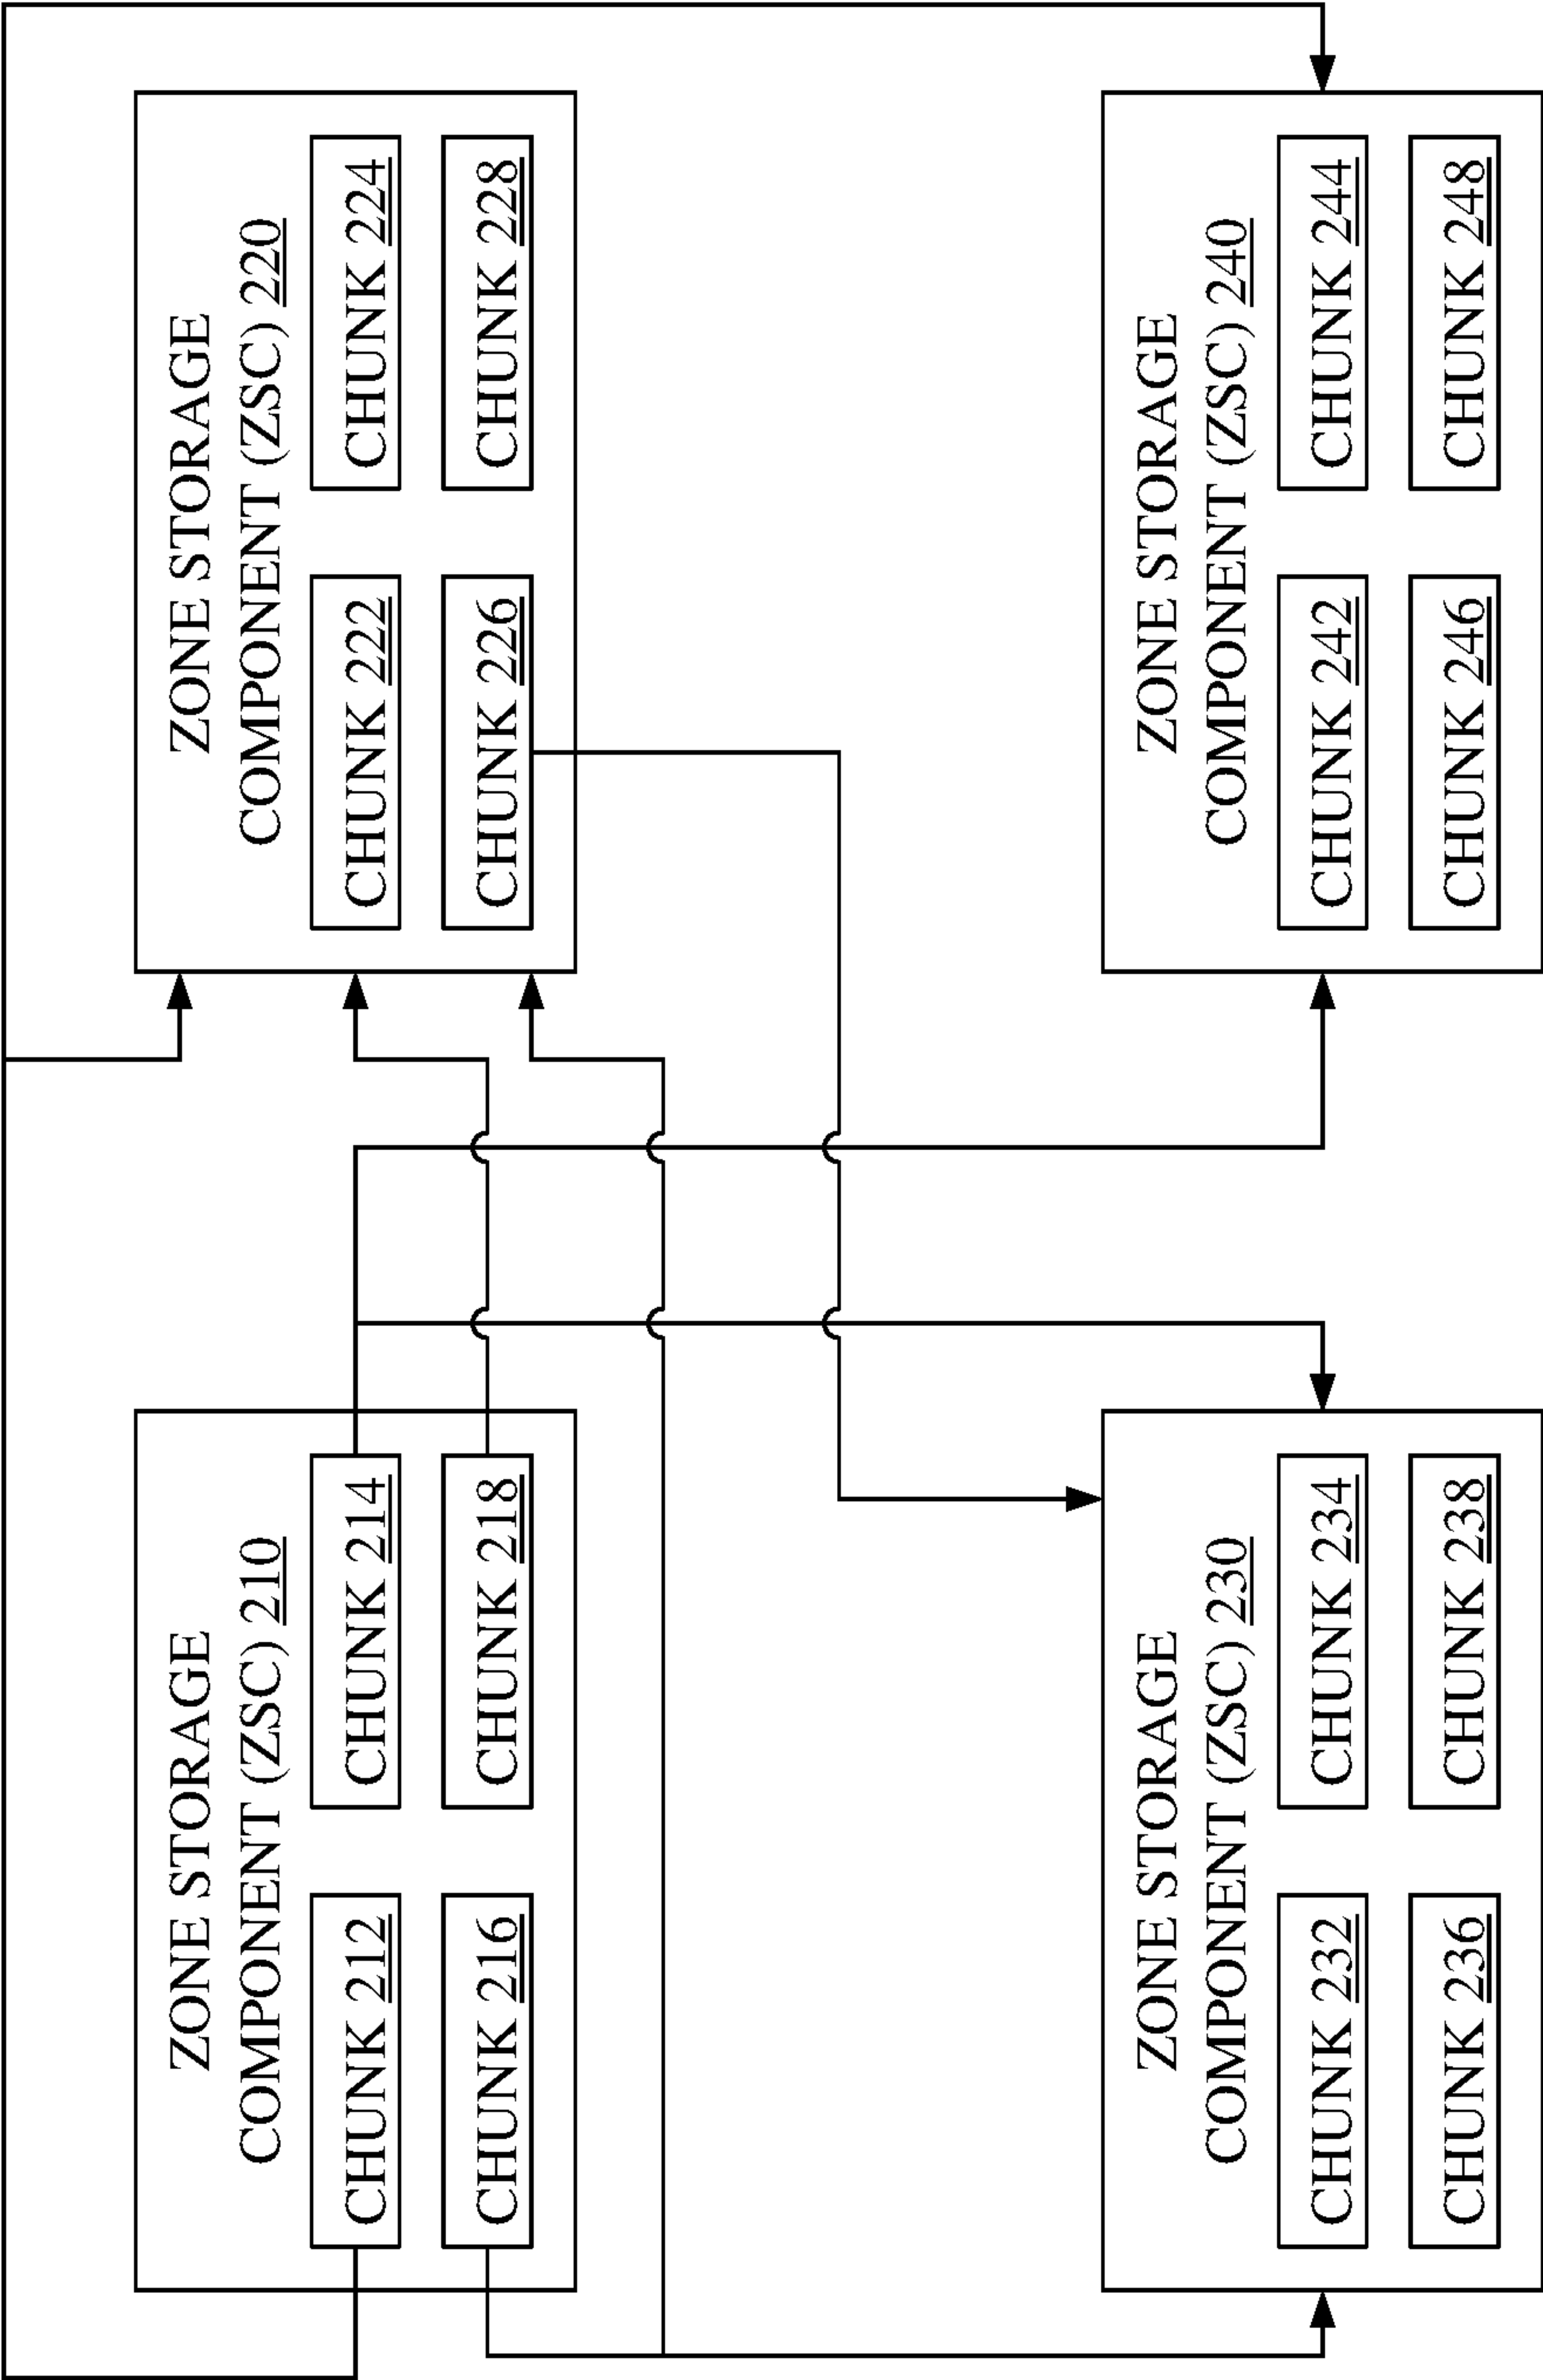 ZONE STORAGE
COMPONENT (ZSC) 210
CHUNK 212
CHUNK 214
CHUNK 216
CHUNK 218
ZONE STORAGE
COMPONENT (ZSC) 220
CHUNK 222
CHUNK 224
CHUNK 226
CHUNK 228
ZONE STORAGE
COMPONENT (ZSC) 230
CHUNK 232
CHUNK 234
CHUNK 236
CHUNK 238
ZONE STORAGE
COMPONENT (ZSC) 240
CHUNK 242
CHUNK 244
CHUNK 246
CHUNK 248